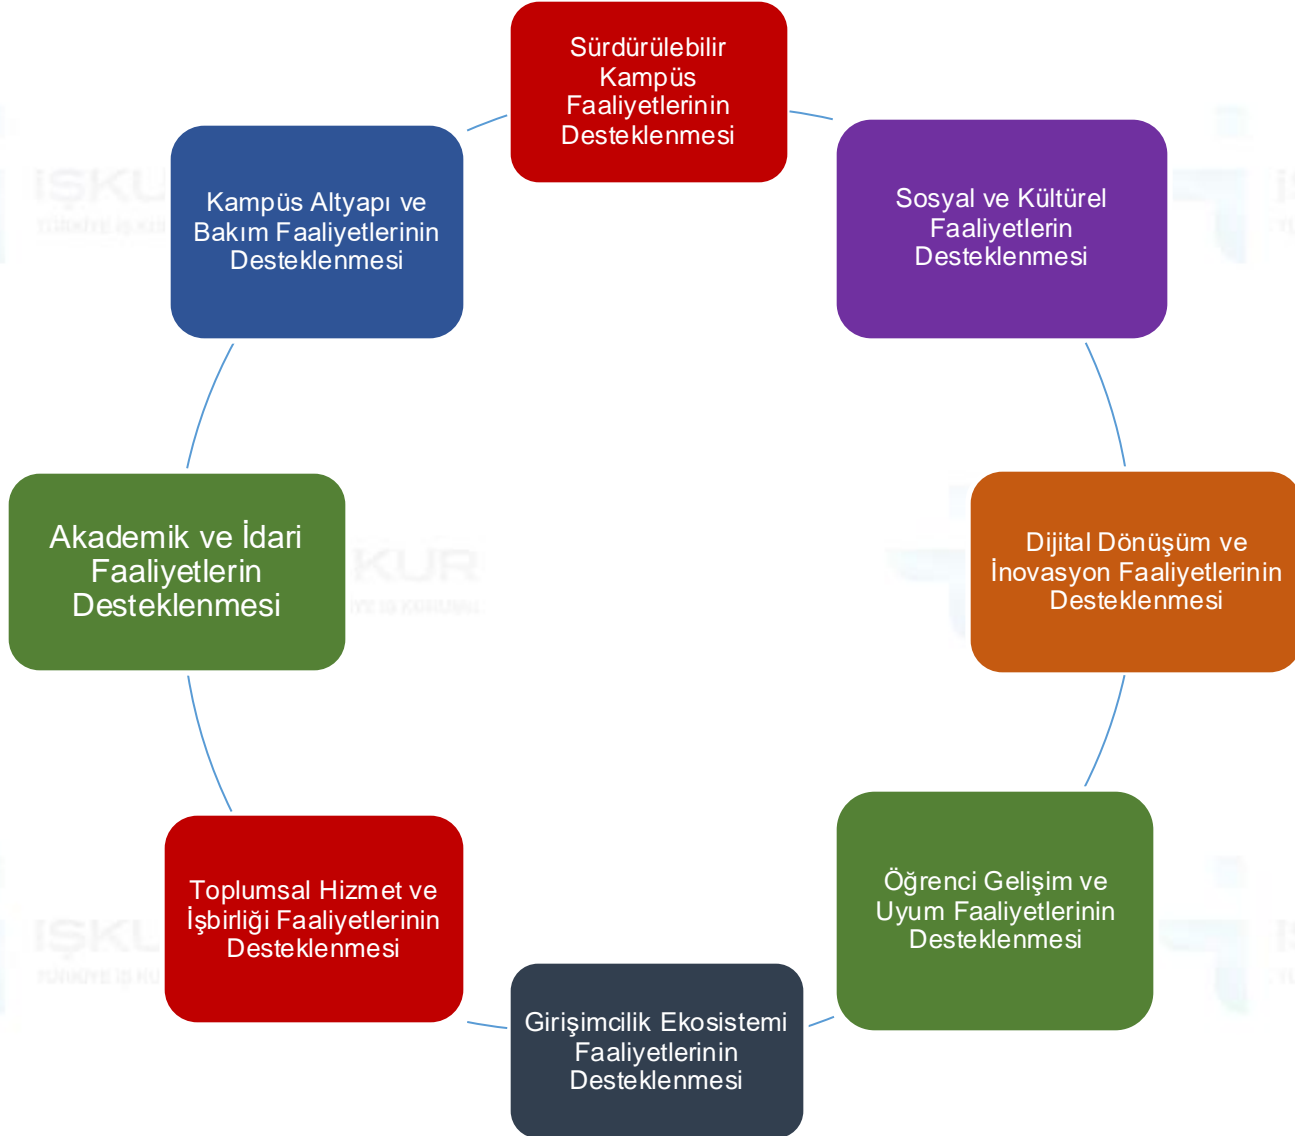 Sürdürülebilir
Kampüs
Faaliyetlerinin
Desteklenmesi
Sosyal ve Kültürel
Faaliyetlerin
Desteklenmesi
Dijital Dönüşüm ve
İnovasyon Faaliyetlerinin
Desteklenmesi
Öğrenci Gelişim ve
Uyum Faaliyetlerinin
Desteklenmesi
Girişimcilik Ekosistemi
Faaliyetlerinin
Desteklenmesi
Toplumsal Hizmet ve
İşbirliği Faaliyetlerinin
Desteklenmesi
Akademik ve İdari
Faaliyetlerin
Desteklenmesi
Kampüs Altyapı ve
Bakım Faaliyetlerinin
Desteklenmesi